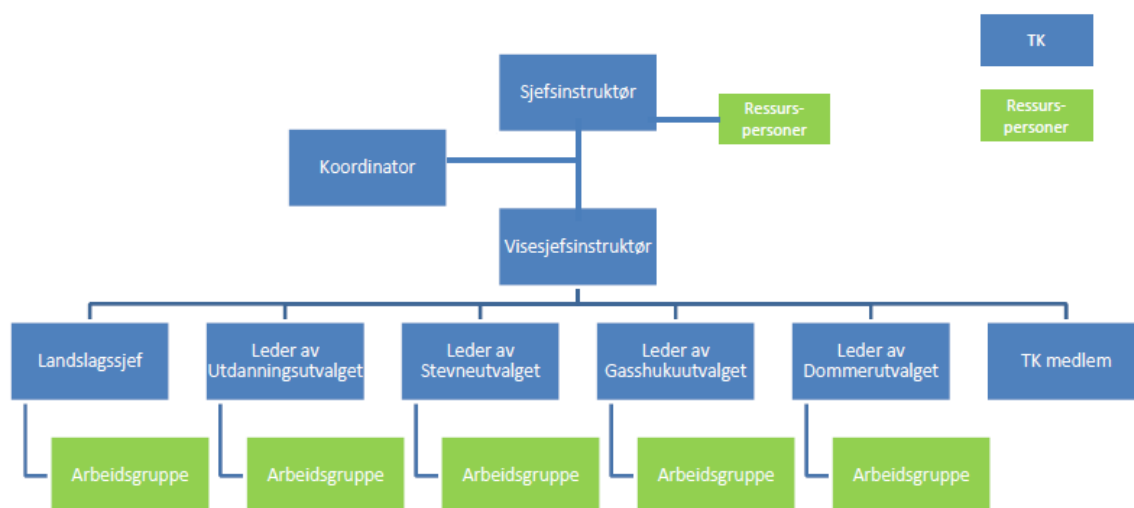 TK
Sjefsinstruktør
Ressurs-
personer
Ressurs-
personer
Koordinator
Visesjefsinstruktør
Landslagssjef
Leder av
Utdanningsutvalget
Leder av
Stevneutvalget
Leder av
Gasshukuutvalget
Leder av
Dommerutvalget
TK medlem
Arbeidsgruppe
Arbeidsgruppe
Arbeidsgruppe
Arbeidsgruppe
Arbeidsgruppe